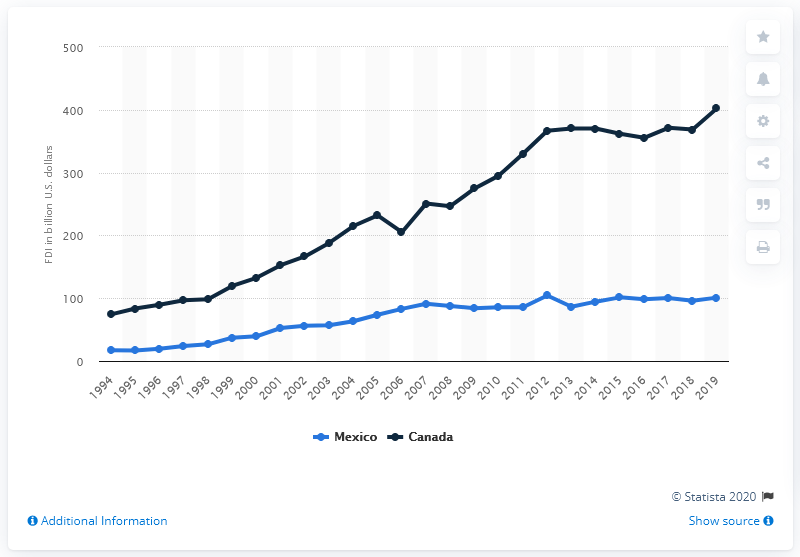 500
400
300
200
100
0
FDI in billion U.S. dollars
1994 1995 1996 1997 1998 1999 2000 2001 2002 2003 2004 2005 2006 2007 2008 2009 2010 2011 2012 2013 2014 2015 2016 2017 2018 2019
Mexico Canada
© Statista 2020
Additional Information Show source